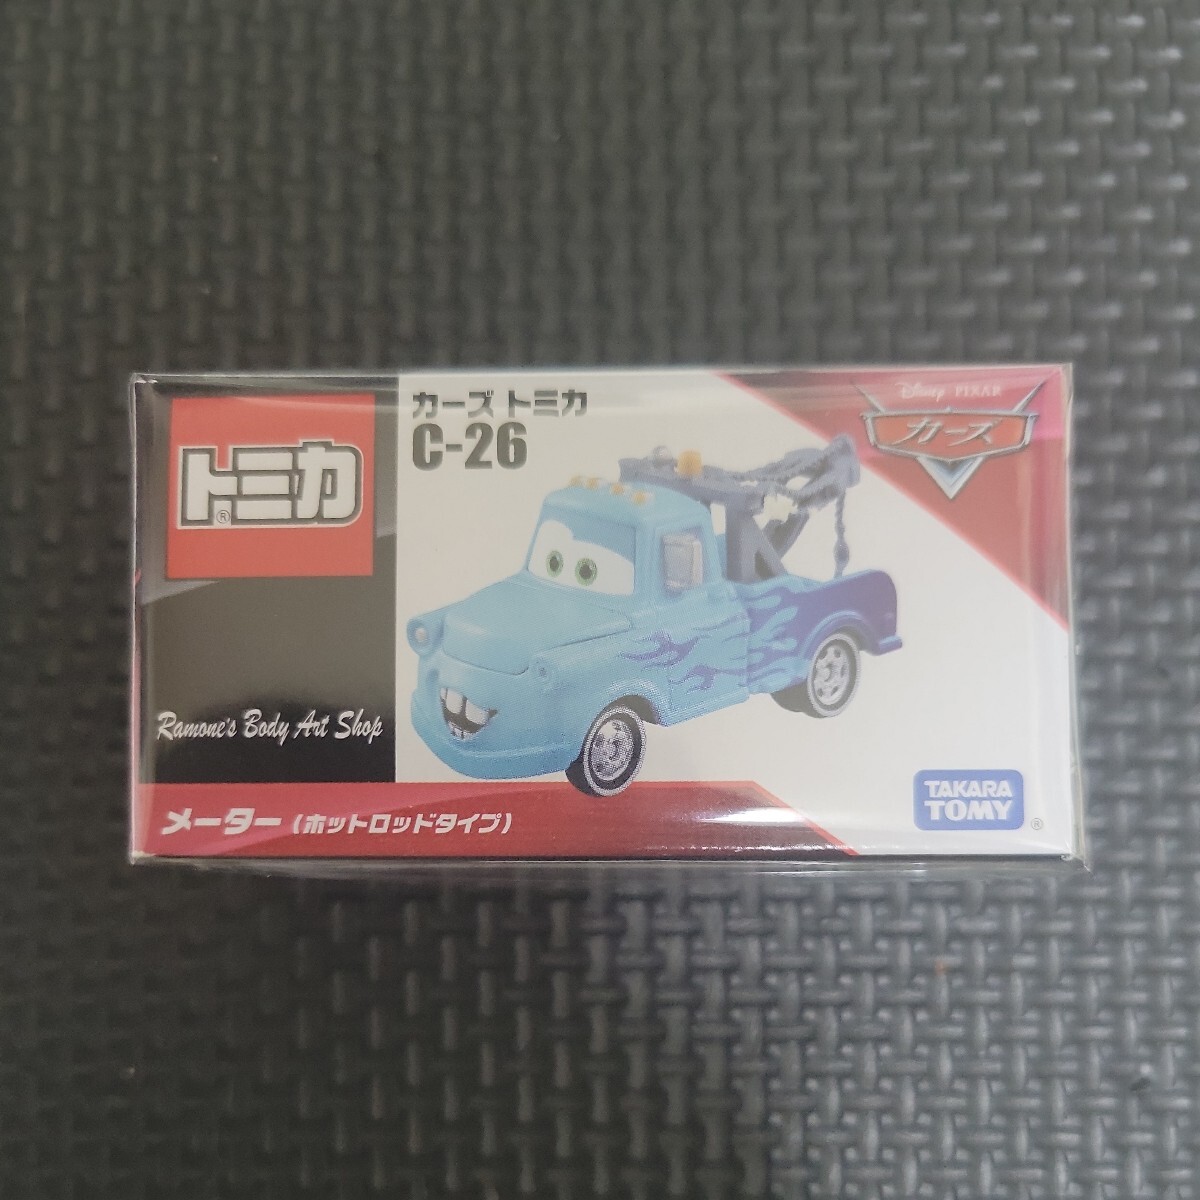 トミカ®
カーズ トミカ
C-26
Disney PIXAR
カーズ
Ramone's Body Art Shop
メーター (ホットロッドタイプ)
TAKARA
TOMY®